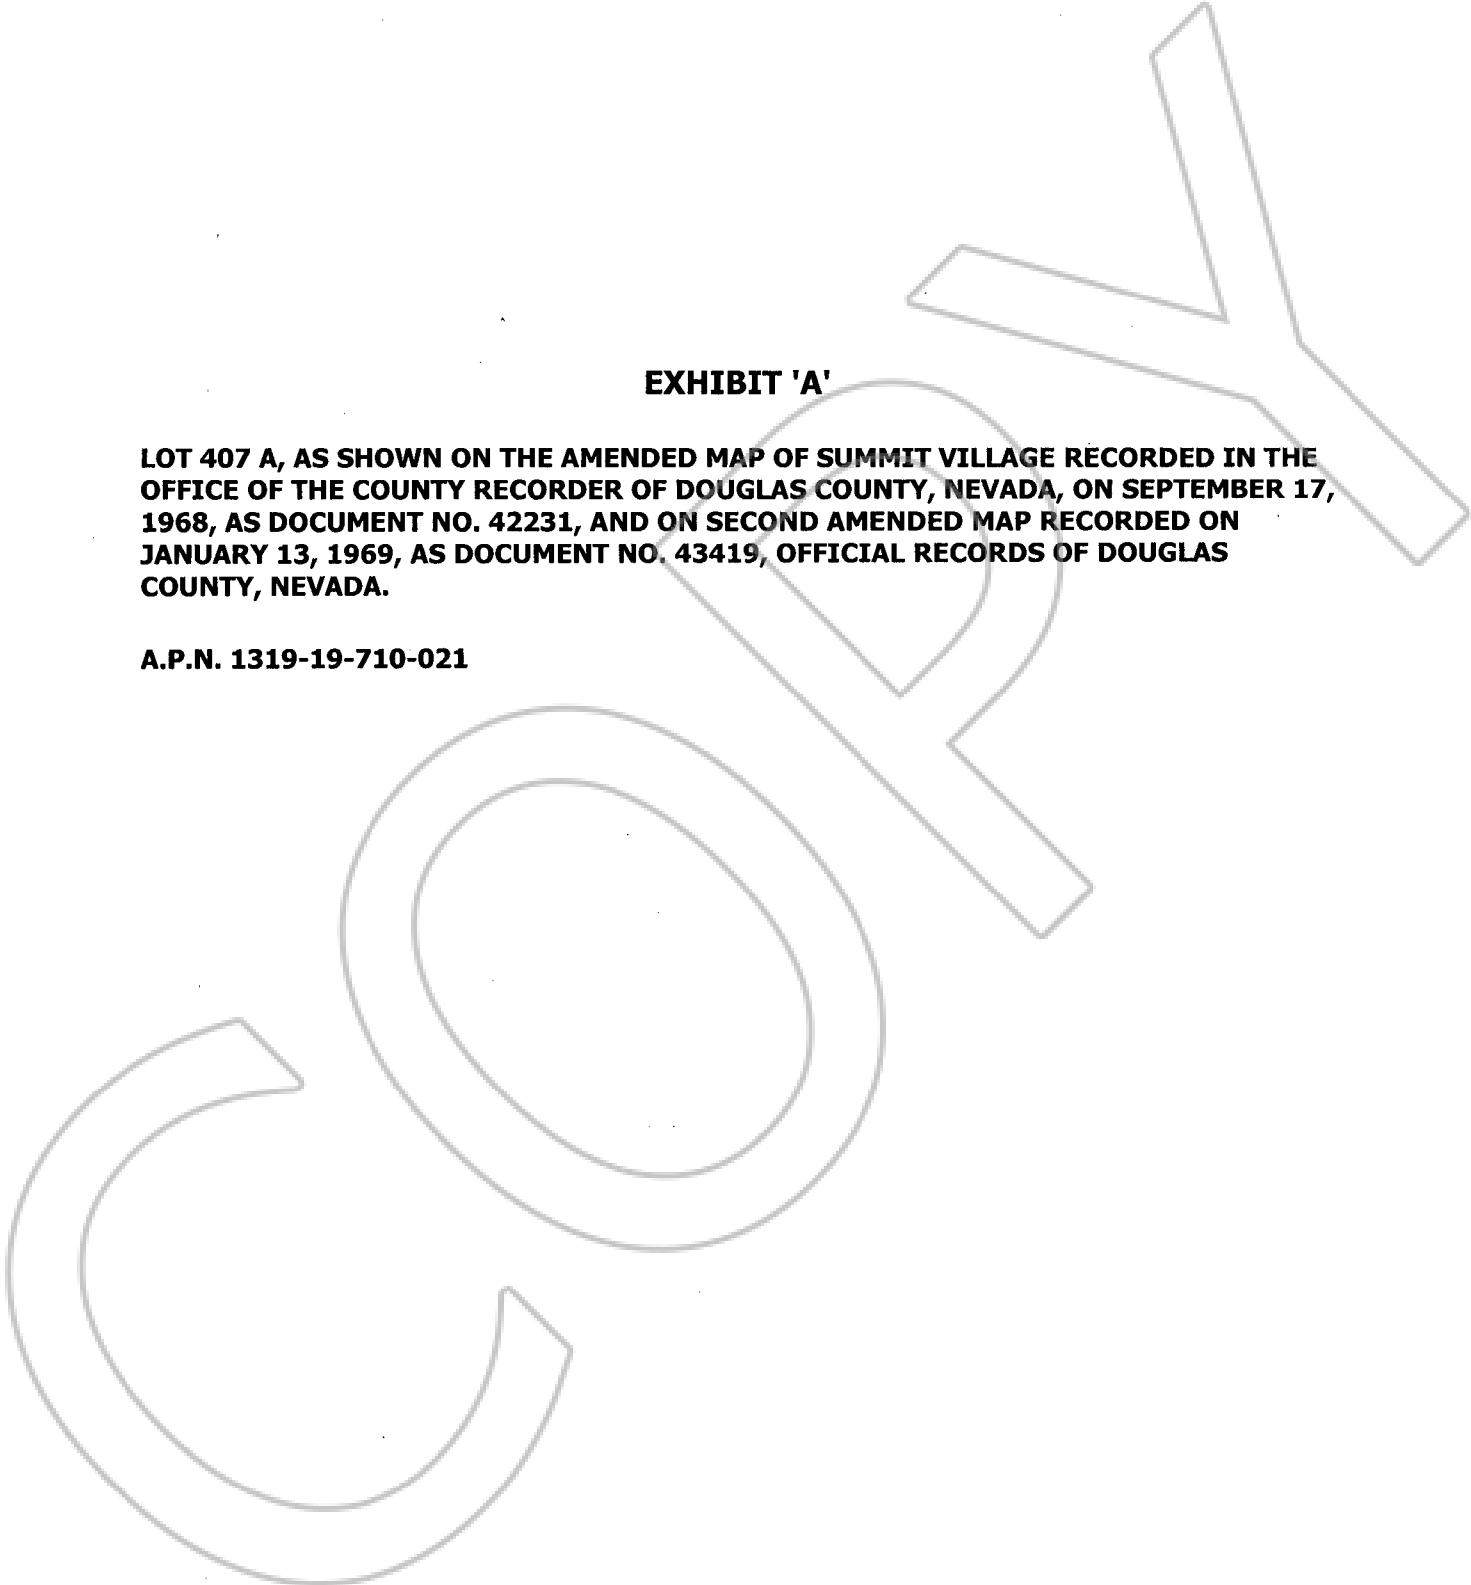 EXHIBIT 'A'
LOT 407 A, AS SHOWN ON THE AMENDED MAP OF SUMMIT VILLAGE RECORDED IN THE
OFFICE OF THE COUNTY RECORDER OF DOUGLAS COUNTY, NEVADA, ON SEPTEMBER 17,
1968, AS DOCUMENT NO. 42231, AND ON SECOND AMENDED MAP RECORDED ON
JANUARY 13, 1969, AS DOCUMENT NO. 43419, OFFICIAL RECORDS OF DOUGLAS
COUNTY, NEVADA.
A.P.N. 1319-19-710-021
COPY